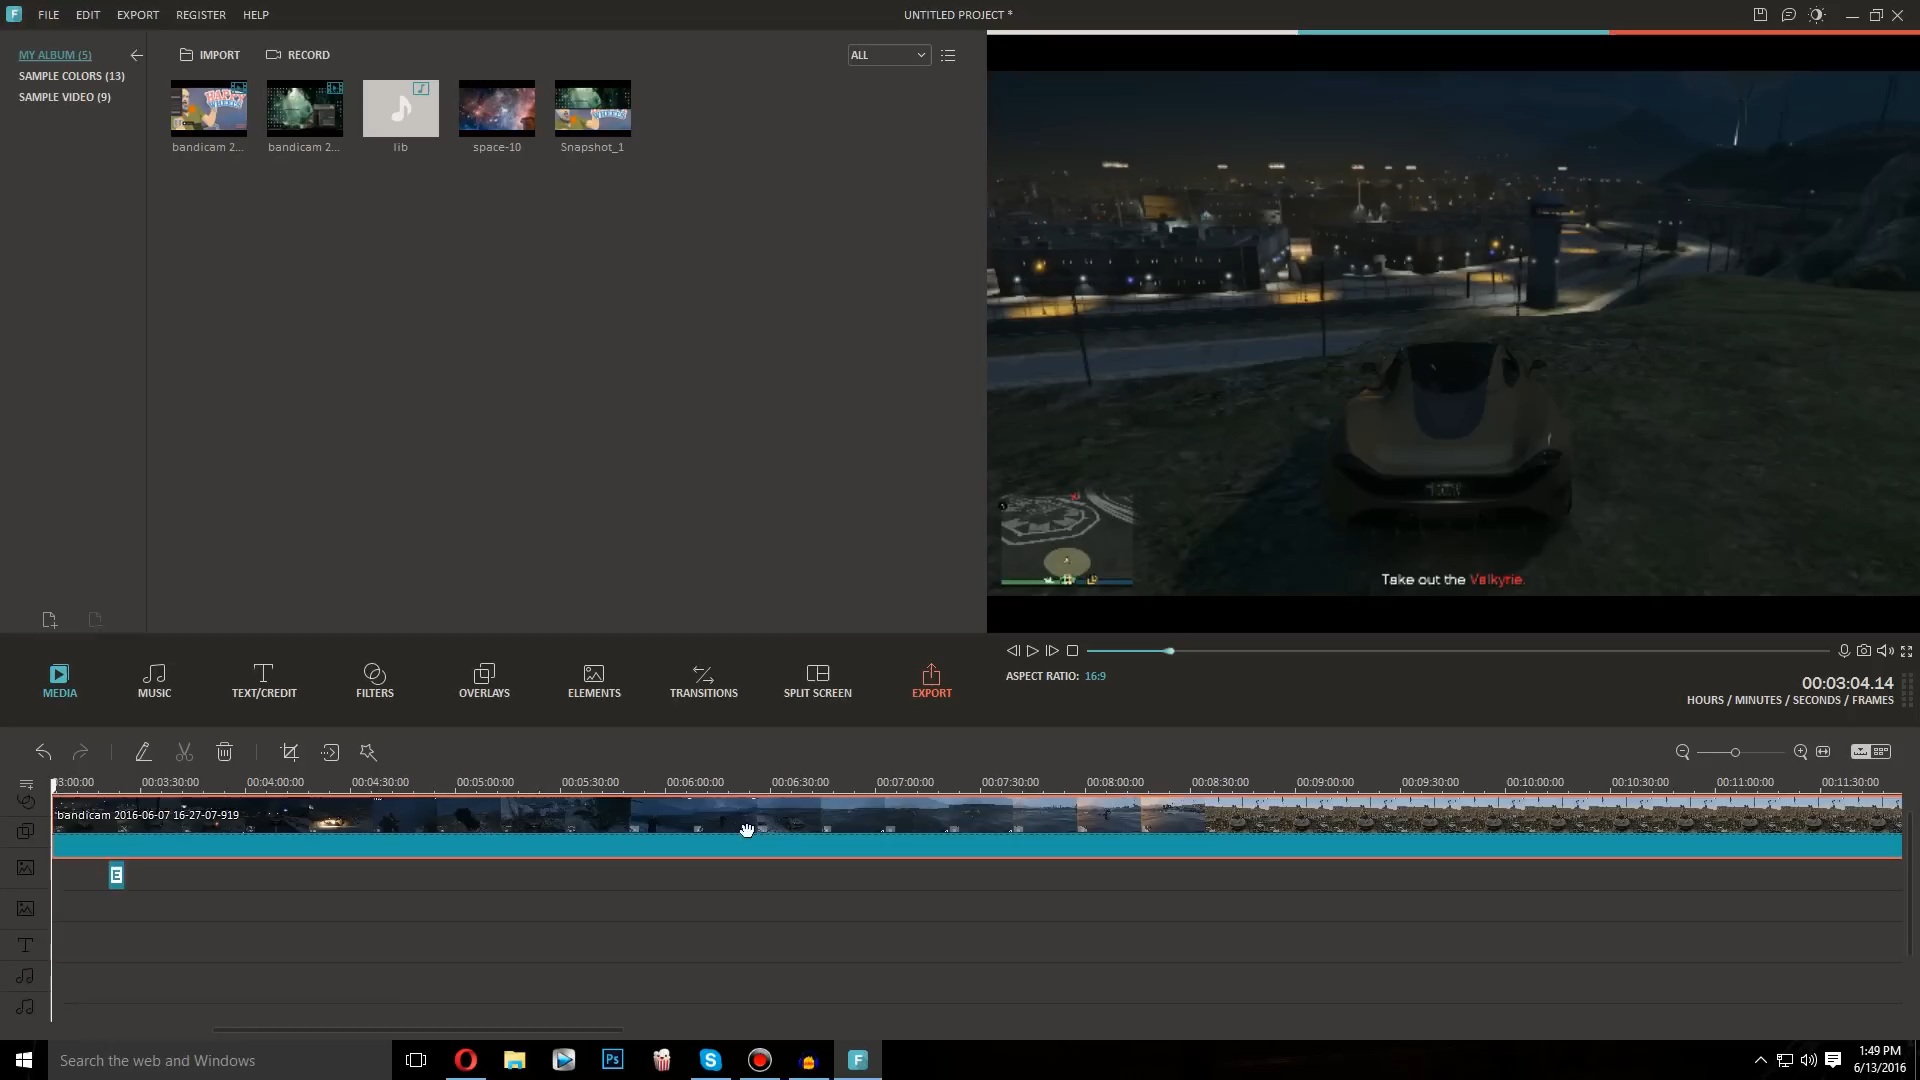 FILE EDIT EXPORT REGISTER HELP
UNTITLED PROJECT *
MY ALBUM (5)
SAMPLE COLORS (13)
SAMPLE VIDEO (9)
IMPORT RECORD
ALL
bandicam 2... bandicam 2... lib space-10 Snapshot_1
Take out the Valkyrie.
MEDIA MUSIC TEXT/CREDIT FILTERS OVERLAYS ELEMENTS TRANSITIONS SPLIT SCREEN EXPORT
ASPECT RATIO: 16:9
00:03:04.14
HOURS / MINUTES / SECONDS / FRAMES
03:00:00 00:03:30:00 00:04:00:00 00:04:30:00 00:05:00:00 00:05:30:00 00:06:00:00 00:06:30:00 00:07:00:00 00:07:30:00 00:08:00:00 00:08:30:00 00:09:00:00 00:09:30:00 00:10:00:00 00:10:30:00 00:11:00:00 00:11:30:00
bandicam 2016-06-07 16-27-07-919
E
Search the web and Windows
Ps
S
F
1:49 PM
6/13/2016